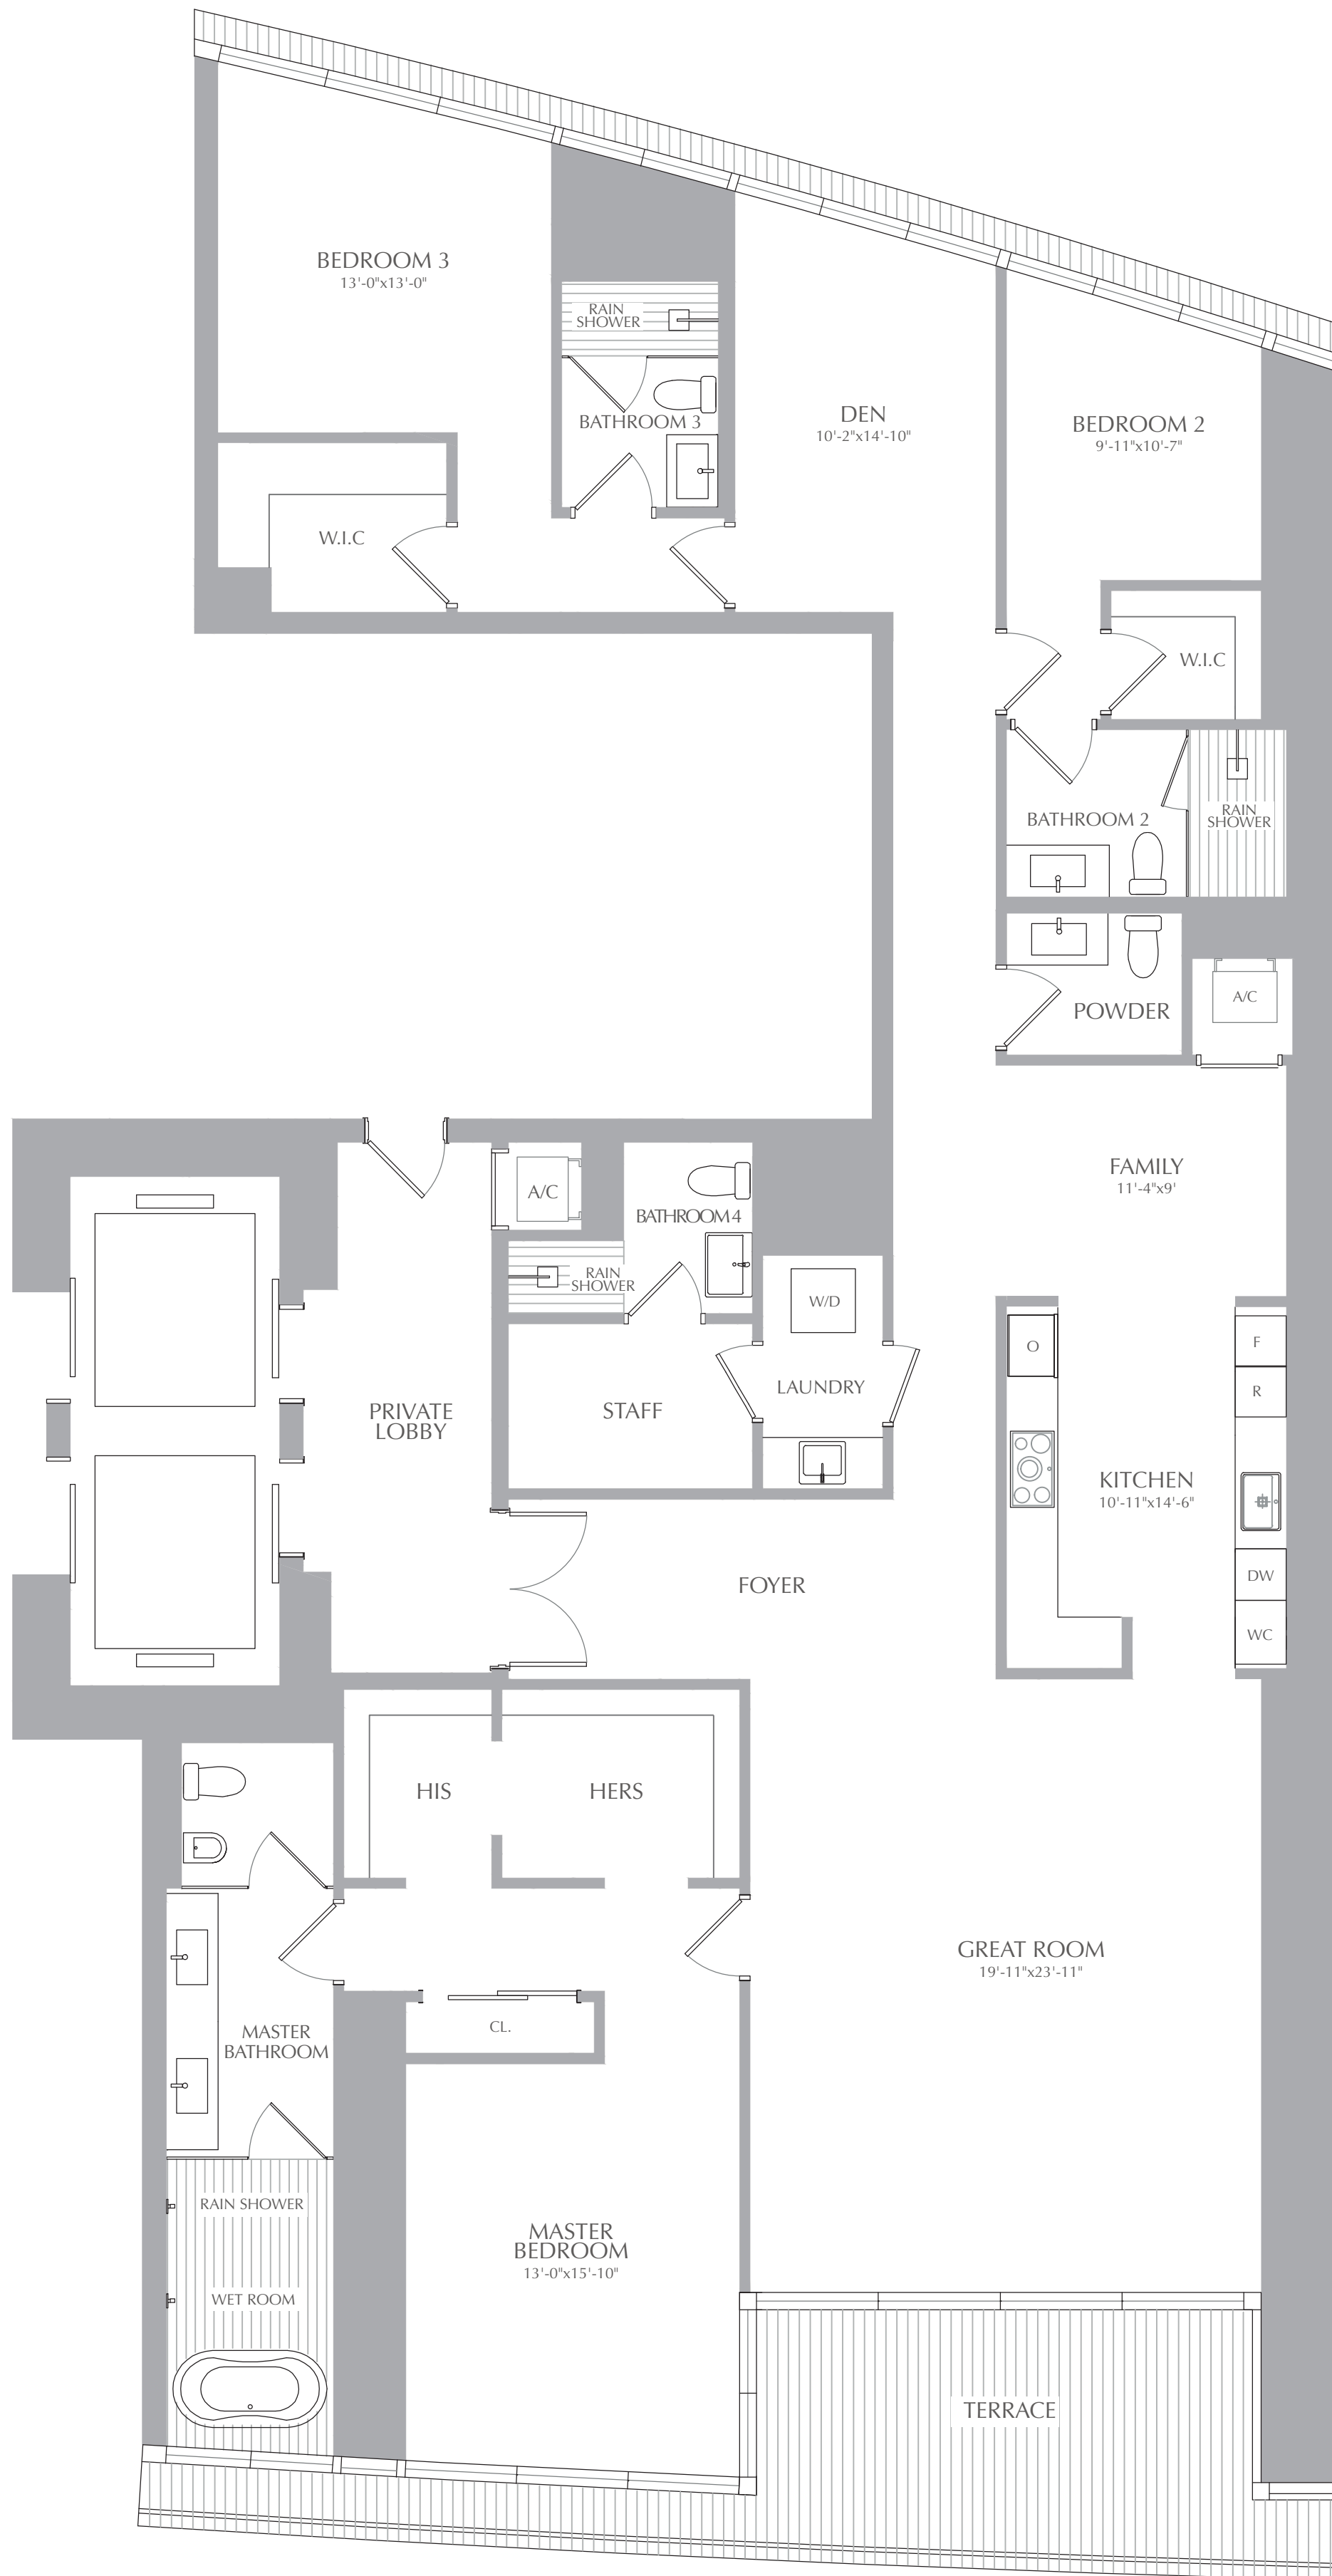 BEDROOM 3
13'-0"x13'-0"
RAIN
SHOWER
BATHROOM 3
DEN
10'-2"x14'-10"
BEDROOM 2
9'-11"x10'-7"
W.I.C
W.I.C
BATHROOM 2
RAIN
SHOWER
POWDER
A/C
FAMILY
11'-4"x9'
A/C
BATHROOM 4
RAIN
SHOWER
W/D
LAUNDRY
STAFF
PRIVATE
LOBBY
O
F
R
KITCHEN
10'-11"x14'-6"
DW
WC
FOYER
HIS
HERS
GREAT ROOM
19'-11"x23'-11"
CL.
MASTER
BATHROOM
RAIN SHOWER
WET ROOM
MASTER
BEDROOM
13'-0"x15'-10"
TERRACE